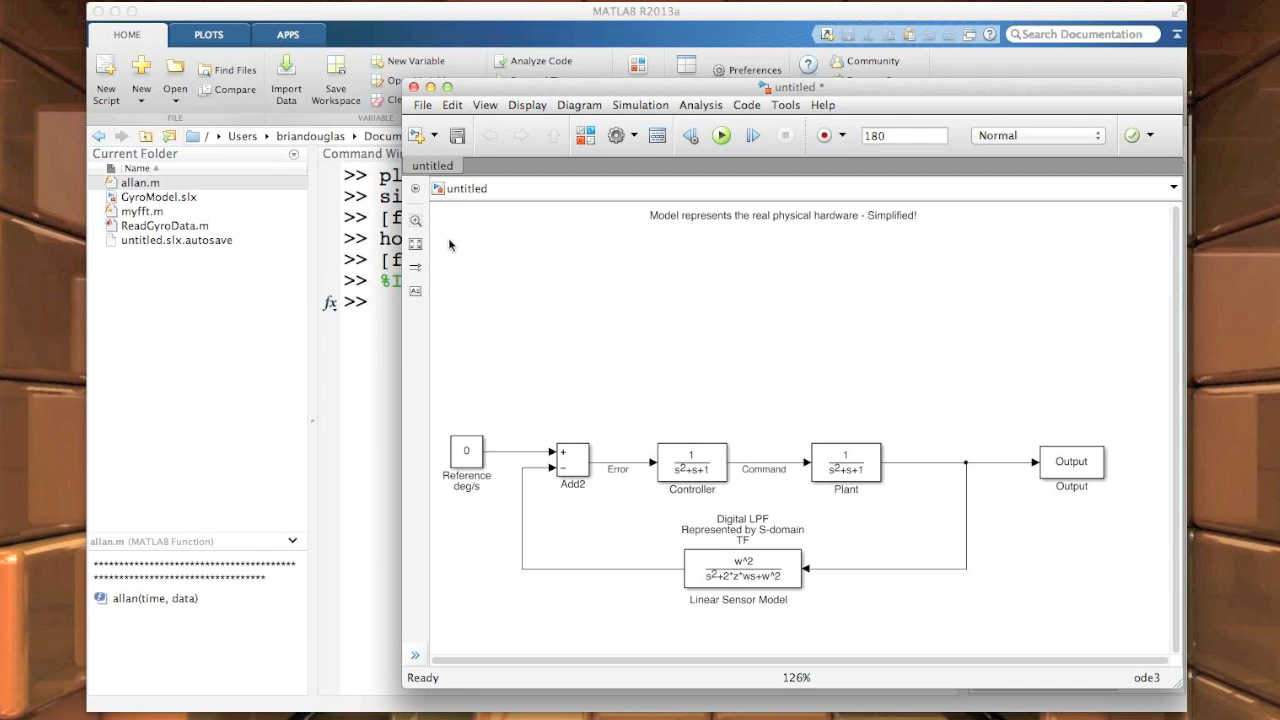 MATLAB R2013a
HOME PLOTS APPS
Search Documentation
New Script
New
Open
Find Files
Compare
Import Data
Save Workspace
New Variable
Analyze Code
Preferences
Community
FILE
VARIABLE
/ Users briandouglas Docum
Current Folder
Name
allan.m
GyroModel.slx
myfft.m
ReadGyroData.m
untitled.slx.autosave
allan.m (MATLAB Function)
****************************************
**********************************
allan(time, data)
Command Wi
>> pl
>> si
>> [f
>> ho
>> [f
>> %I
fx >>
untitled *
File Edit View Display Diagram Simulation Analysis Code Tools Help
180
Normal
untitled
untitled
Model represents the real physical hardware - Simplified!
0
Reference
deg/s
+
−
Add2
Error
1
s²+s+1
Controller
Command
1
s²+s+1
Plant
Output
Output
Digital LPF
Represented by S-domain
TF
w^2
s²+2*z*ws+w^2
Linear Sensor Model
Ready 126% ode3